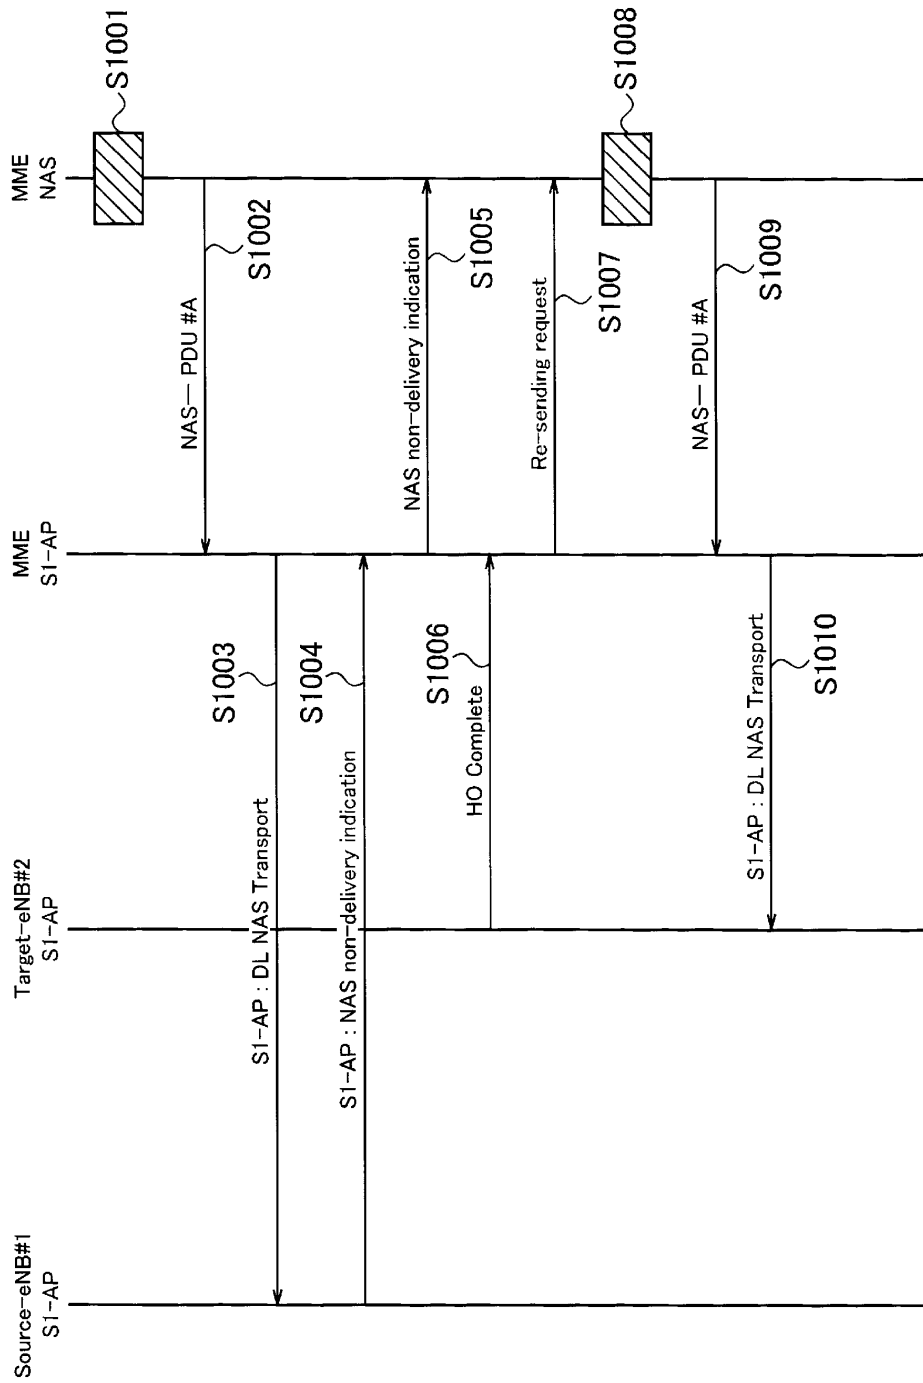 Source-eNB#1
S1-AP
Target-eNB#2
S1-AP
MME
S1-AP
MME
NAS
S1001
NAS— PDU #A
S1002
S1-AP : DL NAS Transport
S1003
S1-AP : NAS non-delivery indication
S1004
NAS non-delivery indication
S1005
HO Complete
S1006
Re-sending request
S1007
S1008
NAS— PDU #A
S1009
S1-AP : DL NAS Transport
S1010